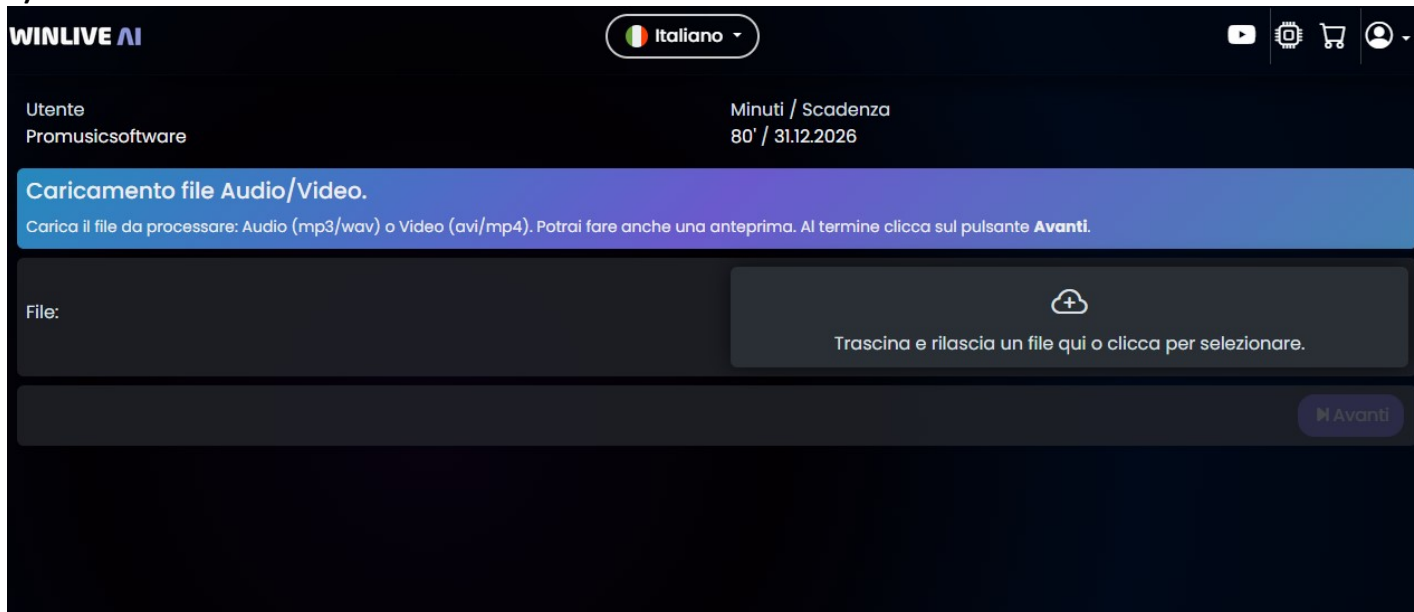 WINLIVE AI
Italiano
Utente
Minuti / Scadenza
Promusicsoftware
80' / 31.12.2026
Caricamento file Audio/Video.
Carica il file da processare: Audio (mp3/wav) o Video (avi/mp4). Potrai fare anche una anteprima. Al termine clicca sul pulsante Avanti.
File:
Trascina e rilascia un file qui o clicca per selezionare.
Avanti